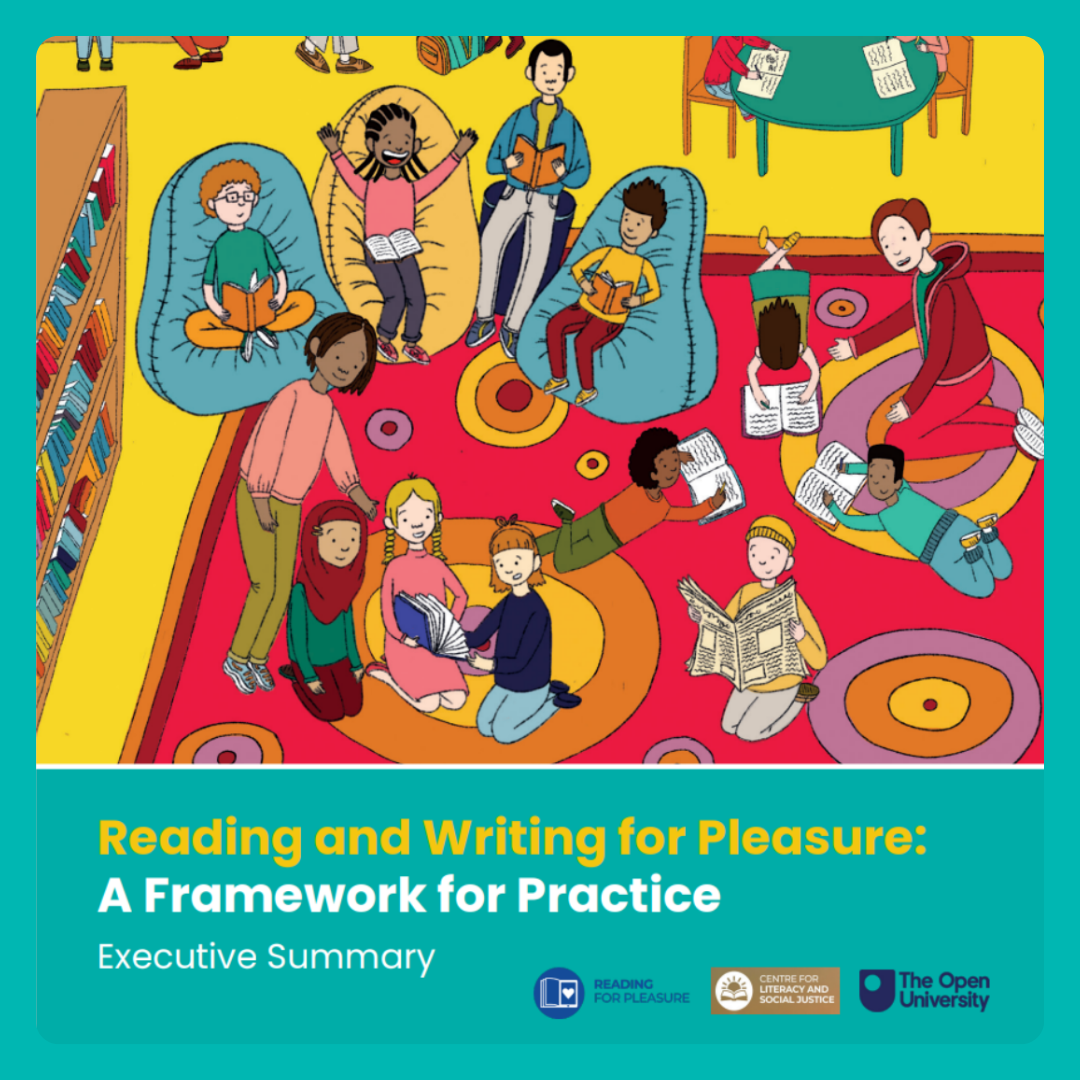 Reading and Writing for Pleasure:
A Framework for Practice
Executive Summary
READING
FOR PLEASURE
CENTRE FOR
LITERACY AND
SOCIAL JUSTICE
The Open
University